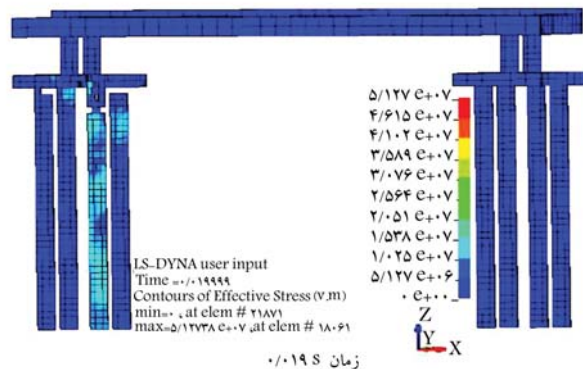 ۵/۱۲۷ e+۰۷
۴/۶۱۵ e+۰۷
۴/۱۰۲ e+۰۷
۳/۵۸۹ e+۰۷
۳/۰۷۶ e+۰۷
۲/۵۶۴ e+۰۷
۲/۰۵۱ e+۰۷
۱/۵۳۸ e+۰۷
۱/۰۲۵ e+۰۷
۵/۱۲۷ e+۰۶
۰ e+۰۰
LS-DYNA user input
Time =۰/۰۱۹۹۹۹
Contours of Effective Stress (v,m)
min=۰ ،at elem # ۲۱۸۷۱
max=۵/۱۲۷۳۸ e+۰۷ ،at elem # ۱۸۰۶۱
Z
Y
X
زمان ۰/۰۱۹ s